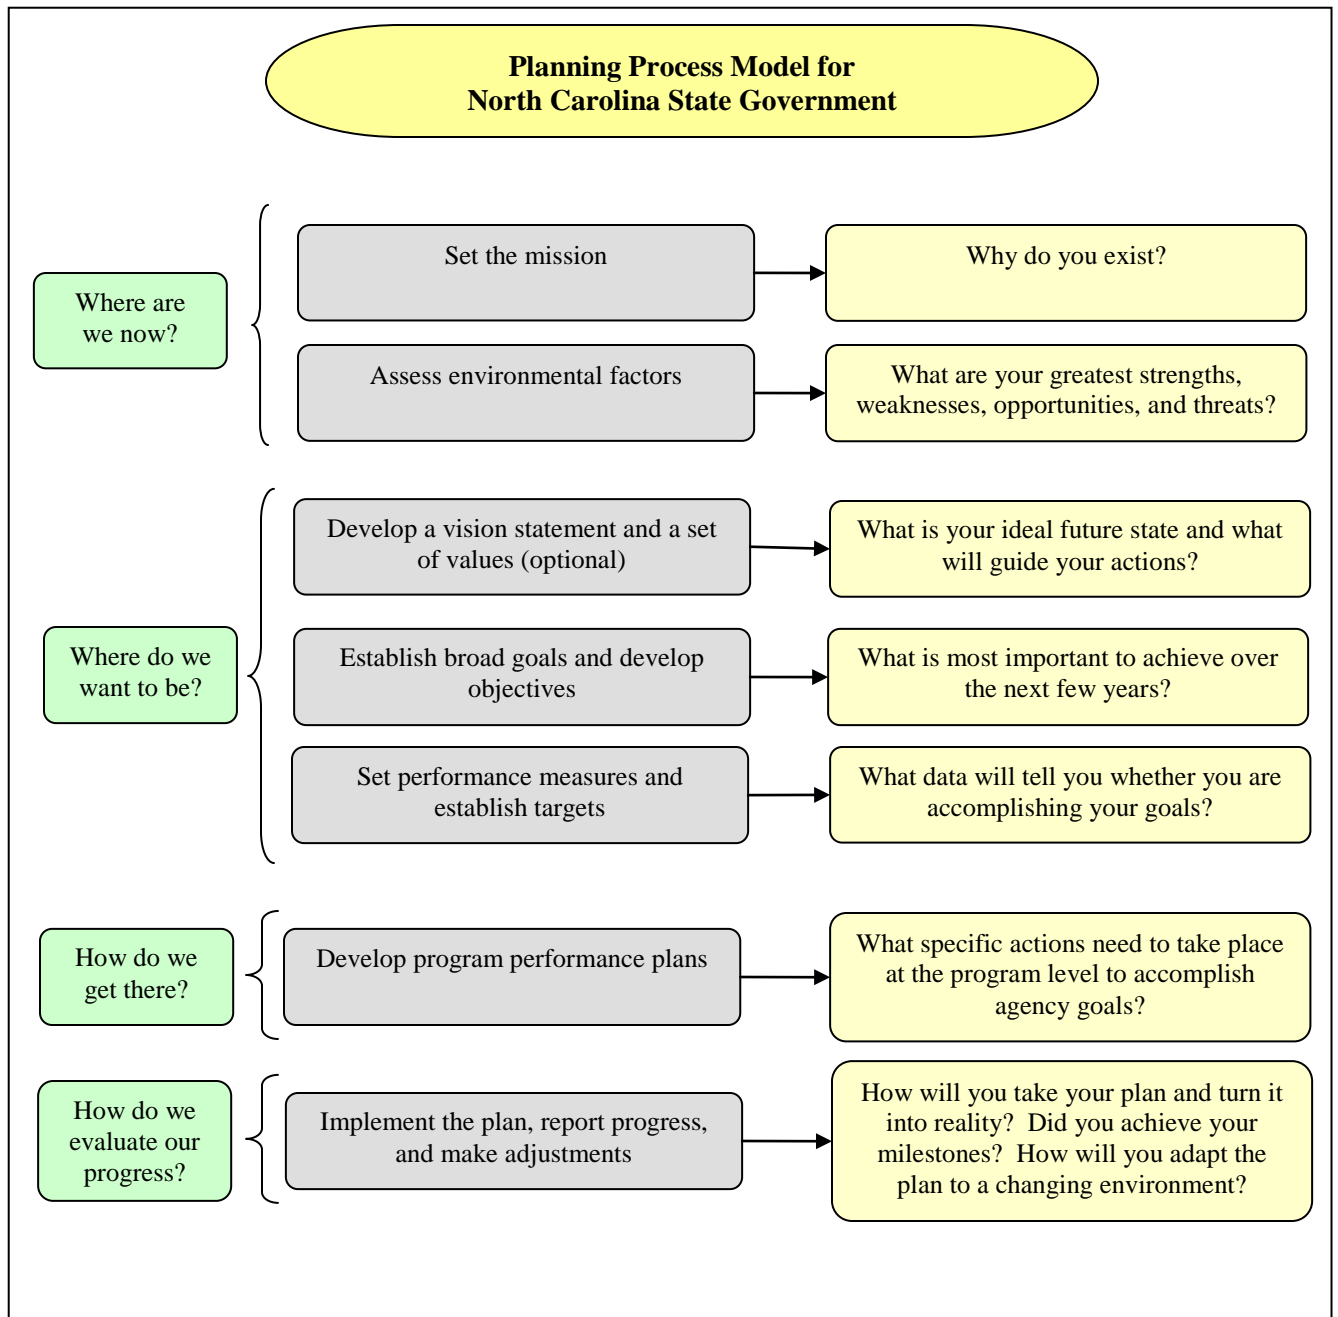 Planning Process Model for
North Carolina State Government
Where are
we now?
Set the mission
Why do you exist?
Assess environmental factors
What are your greatest strengths,
weaknesses, opportunities, and threats?
Where do we
want to be?
Develop a vision statement and a set
of values (optional)
What is your ideal future state and what
will guide your actions?
Establish broad goals and develop
objectives
What is most important to achieve over
the next few years?
Set performance measures and
establish targets
What data will tell you whether you are
accomplishing your goals?
How do we
get there?
Develop program performance plans
What specific actions need to take place
at the program level to accomplish
agency goals?
How do we
evaluate our
progress?
Implement the plan, report progress,
and make adjustments
How will you take your plan and turn it
into reality?  Did you achieve your
milestones?  How will you adapt the
plan to a changing environment?